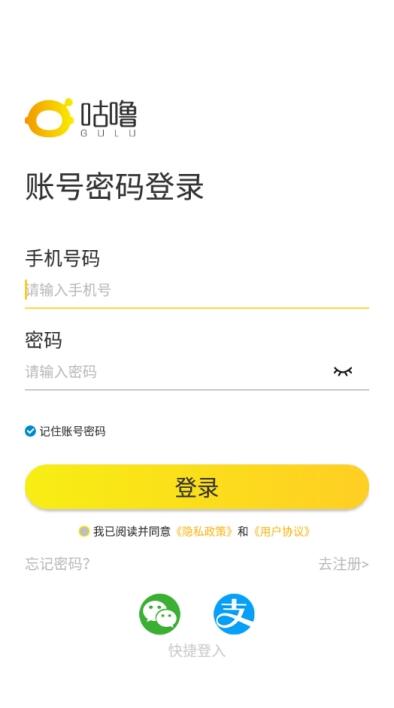 咕噜
GULU
账号密码登录
手机号码
请输入手机号
密码
请输入密码
记住账号密码
登录
我已阅读并同意《隐私政策》和《用户协议》
忘记密码?
去注册>
支
快捷登入